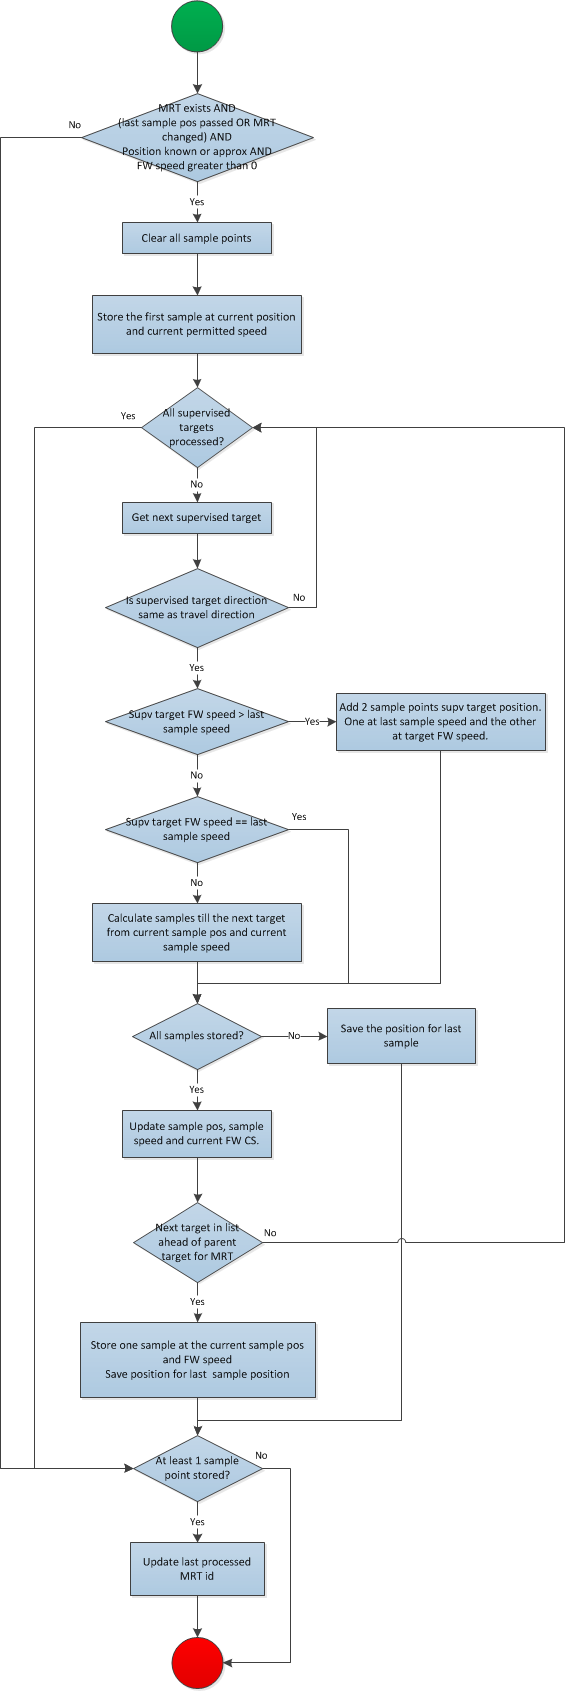 MRT exists AND
(last sample pos passed OR MRT
changed) AND
Position known or approx AND
FW speed greater than 0
No
Yes
Clear all sample points
Store the first sample at current position
and current permitted speed
All supervised
targets
processed?
Yes
No
Get next supervised target
Is supervised target direction
same as travel direction
No
Yes
Supv target FW speed > last
sample speed
Yes
Add 2 sample points supv target position.
One at last sample speed and the other
at target FW speed.
No
Supv target FW speed == last
sample speed
Yes
No
Calculate samples till the next target
from current sample pos and current
sample speed
All samples stored?
No
Save the position for last
sample
Yes
Update sample pos, sample
speed and current FW CS.
Next target in list
ahead of parent
target for MRT
No
Yes
Store one sample at the current sample pos
and FW speed
Save position for last sample position
At least 1 sample
point stored?
No
Yes
Update last processed
MRT id